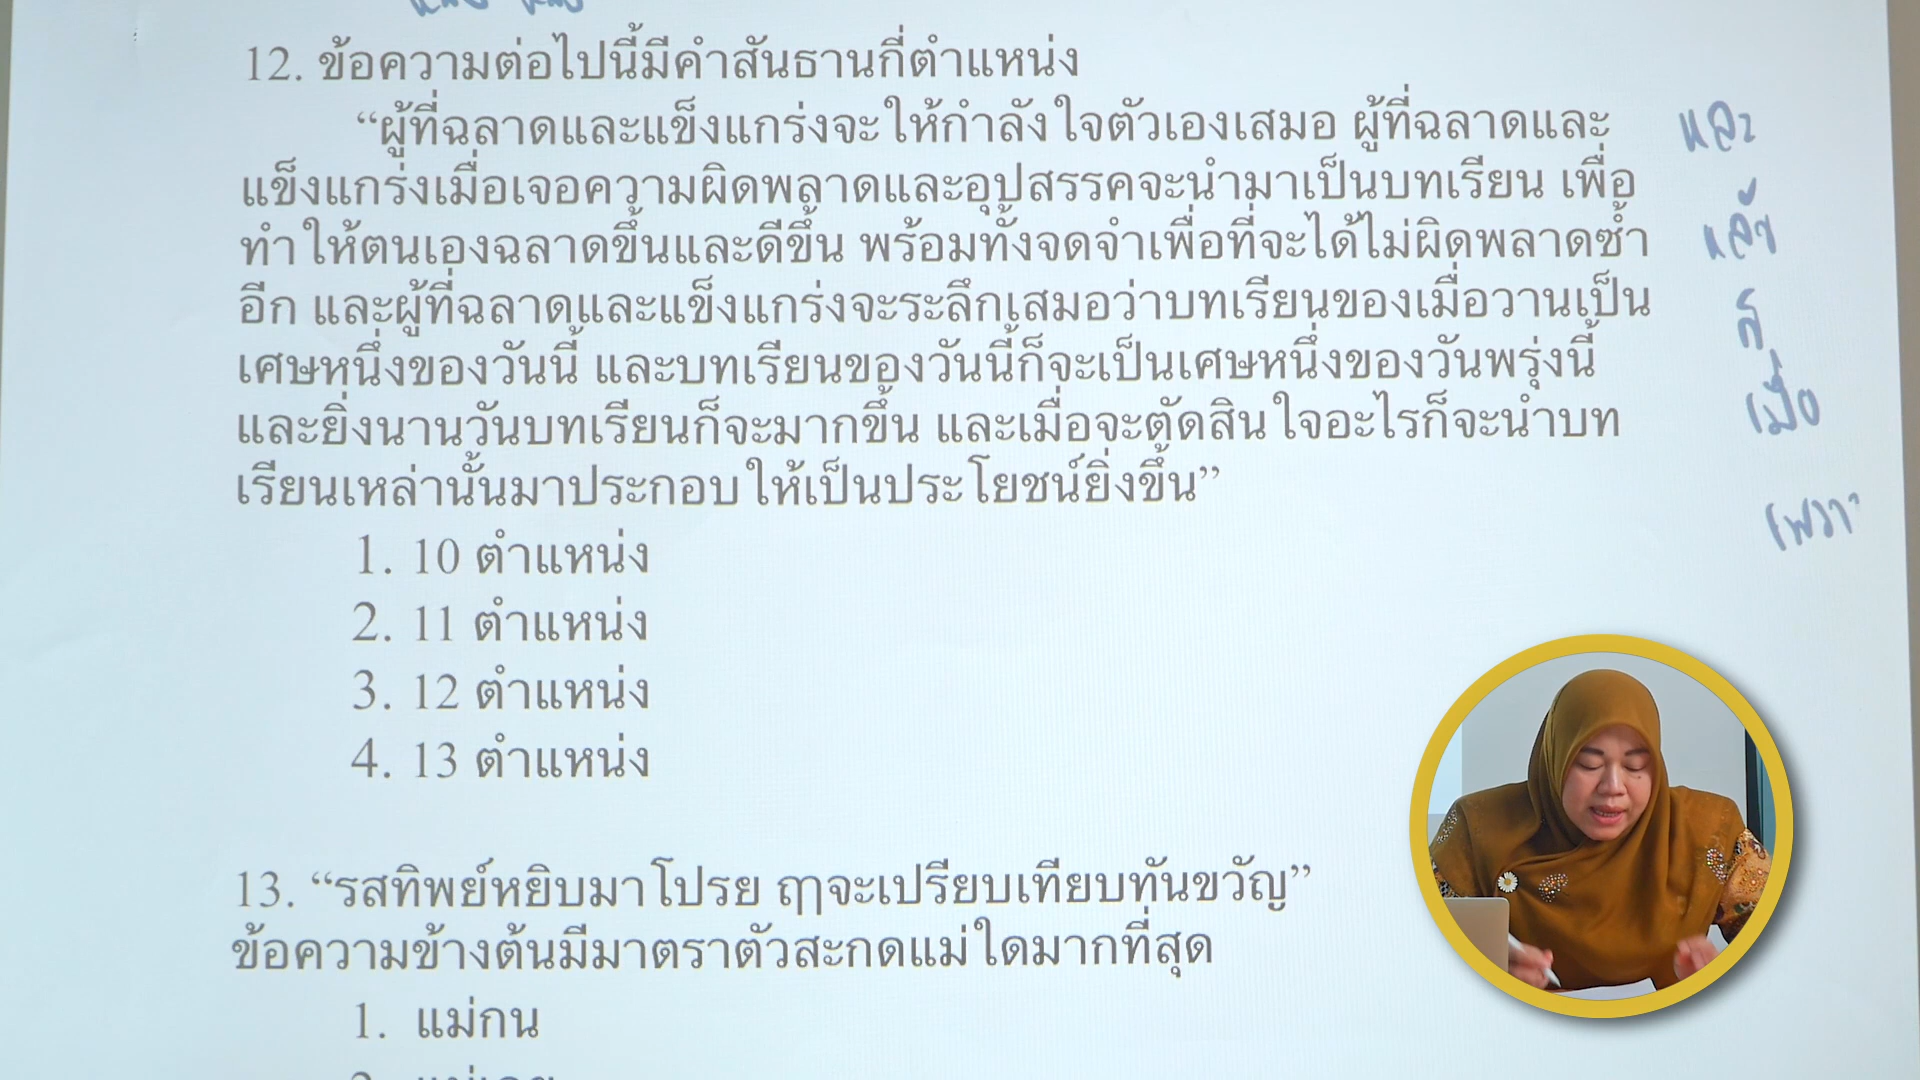 12. ข้อความต่อไปนี้มีคำสันธานกี่ตำแหน่ง
“ผู้ที่ฉลาดและแข็งแกร่งจะให้กำลังใจตัวเองเสมอ ผู้ที่ฉลาดและ
แข็งแกร่งเมื่อเจอความผิดพลาดและอุปสรรคจะนำมาเป็นบทเรียน เพื่อ
ทำให้ตนเองฉลาดขึ้นและดีขึ้น พร้อมทั้งจดจำเพื่อที่จะได้ไม่ผิดพลาดซ้ำ
อีก และผู้ที่ฉลาดและแข็งแกร่งจะระลึกเสมอว่าบทเรียนของเมื่อวานเป็น
เศษหนึ่งของวันนี้ และบทเรียนของวันนี้ก็จะเป็นเศษหนึ่งของวันพรุ่งนี้
และยิ่งนานวันบทเรียนก็จะมากขึ้น และเมื่อจะตัดสินใจอะไรก็จะนำบท
เรียนเหล่านั้นมาประกอบให้เป็นประโยชน์ยิ่งขึ้น”
และ
แล้ว
ก็
เมื่อ
เพราะ
1. 10 ตำแหน่ง
2. 11 ตำแหน่ง
3. 12 ตำแหน่ง
4. 13 ตำแหน่ง
13. “รสทิพย์หยิบมาโปรย ฤๅจะเปรียบเทียบทันขวัญ”
ข้อความข้างต้นมีมาตราตัวสะกดแม่ใดมากที่สุด
1. แม่กน